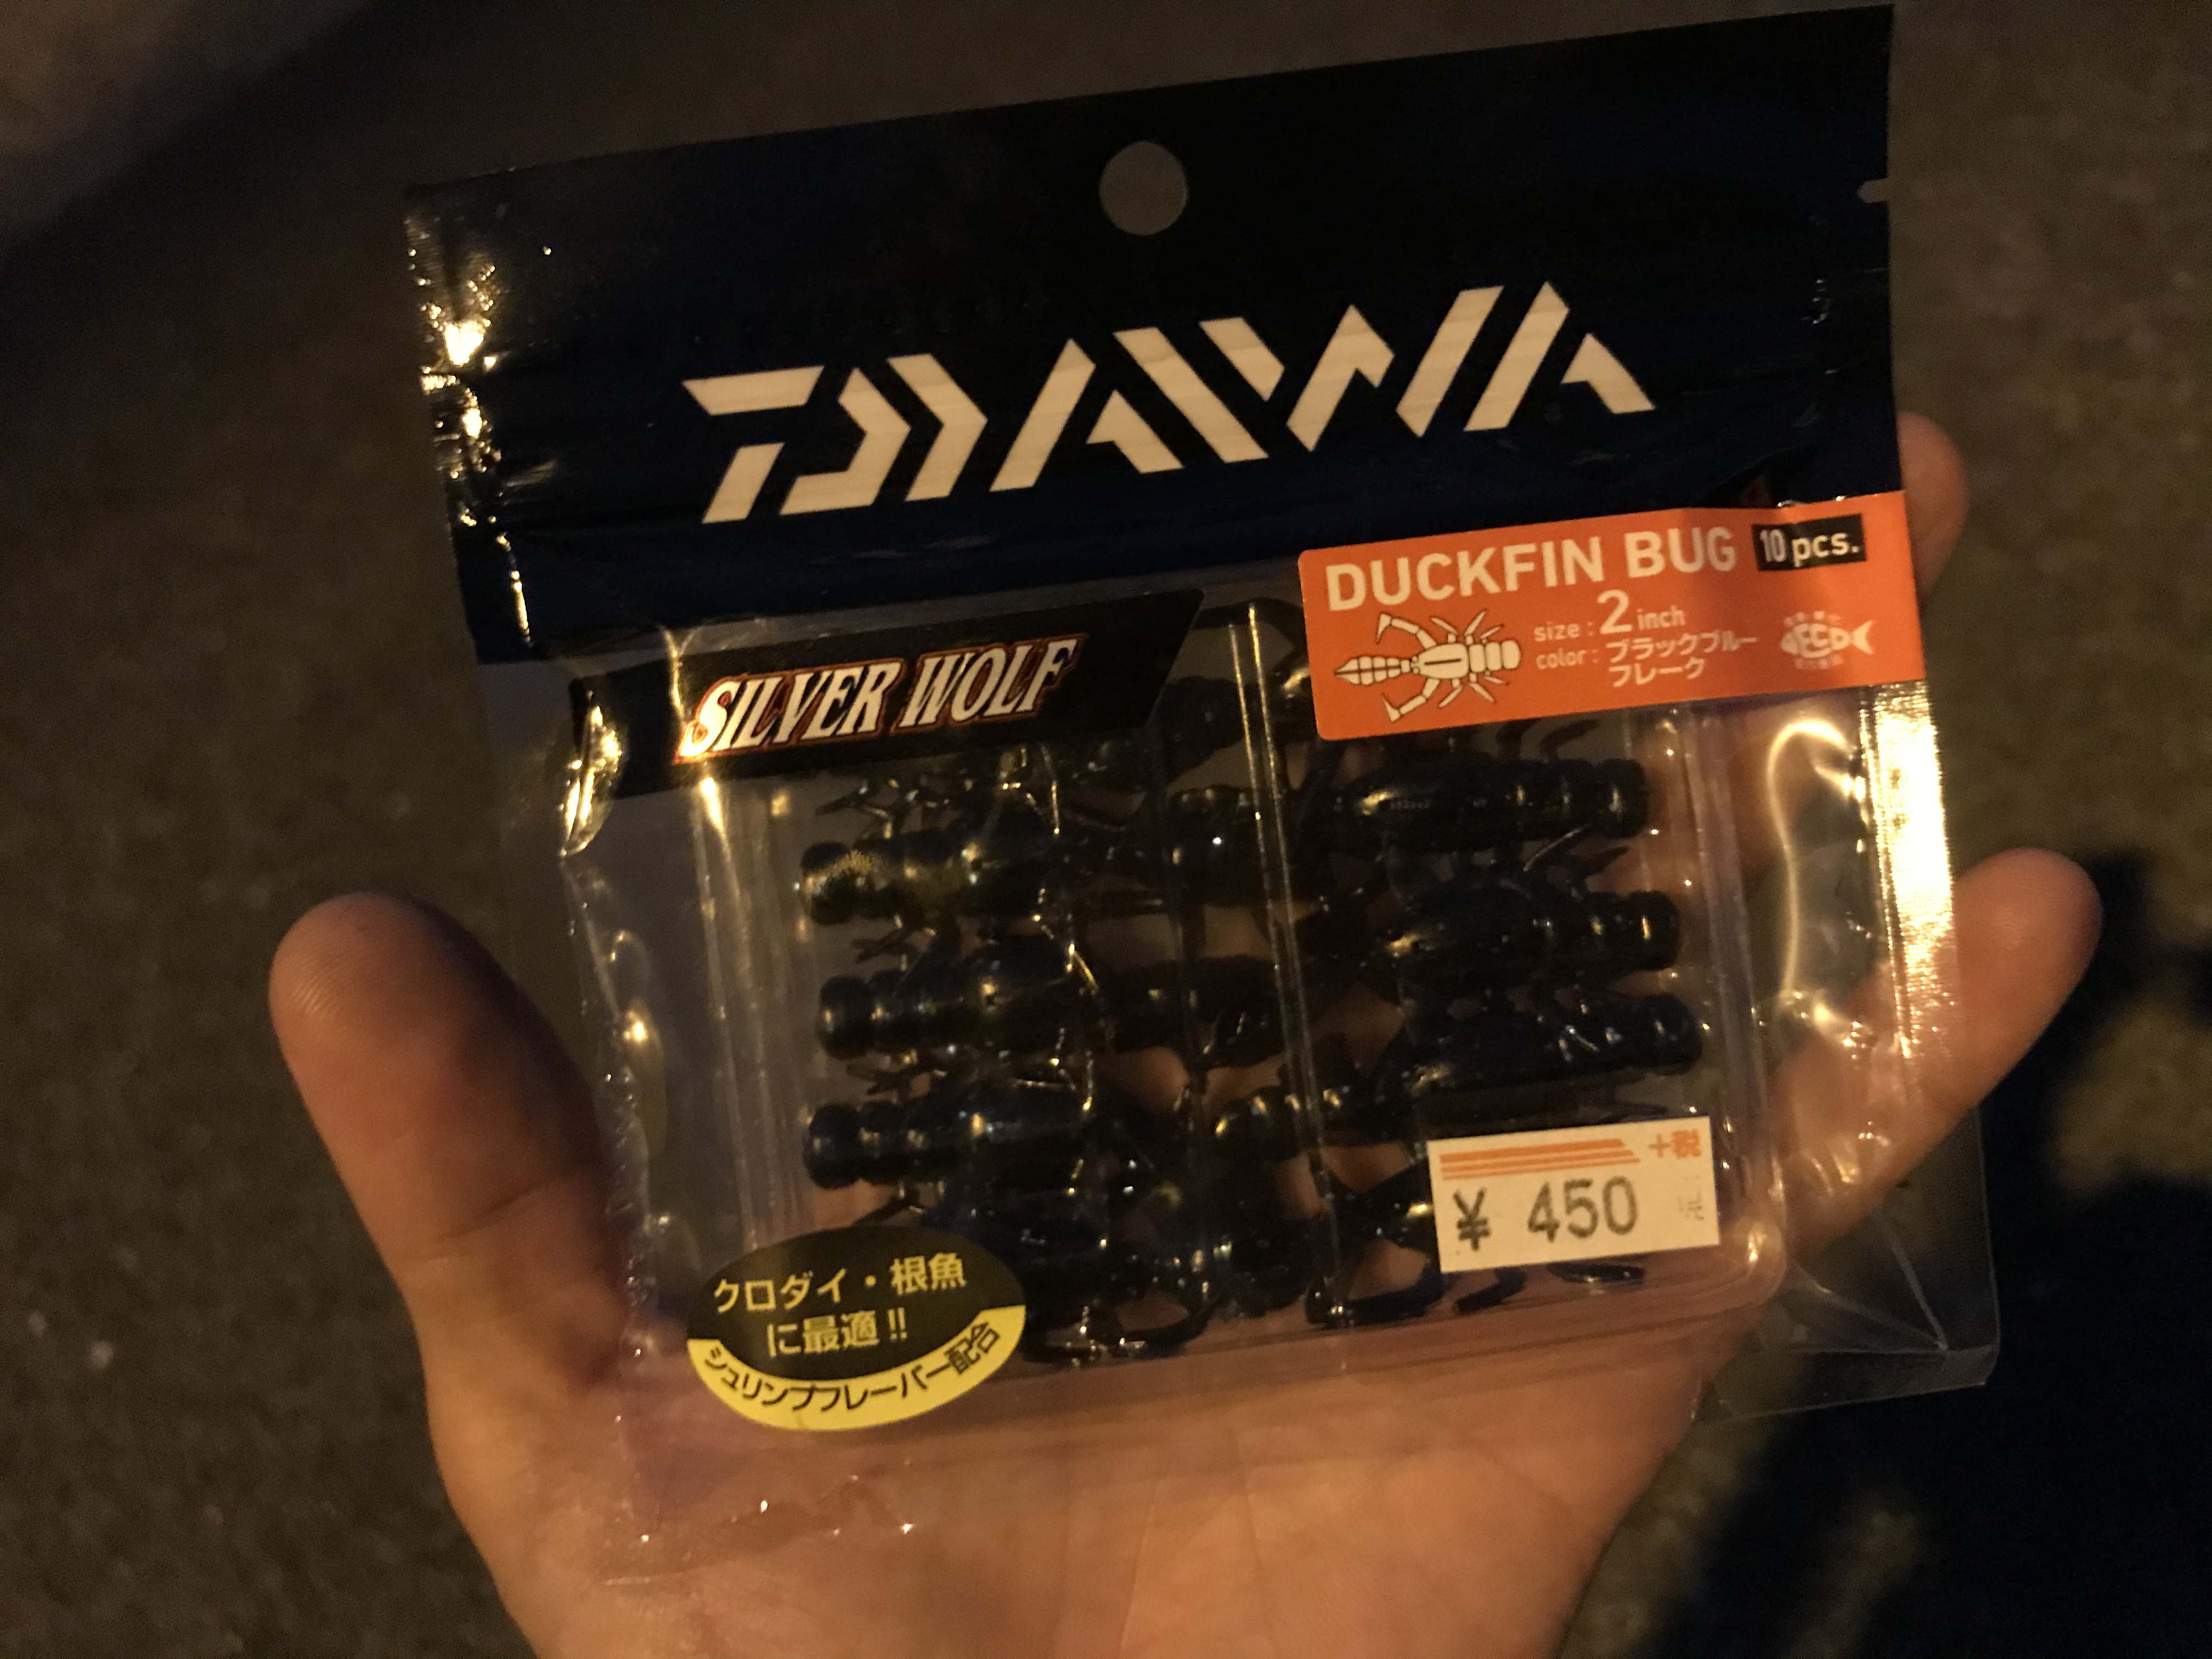 DAIWA
DUCKFIN BUG 10 pcs.
size : 2 inch
color : ブラックブルー
フレーク
ECO
SILVER WOLF
+税
¥ 450
クロダイ・根魚
に最適!!
シュリンプフレーバー配合